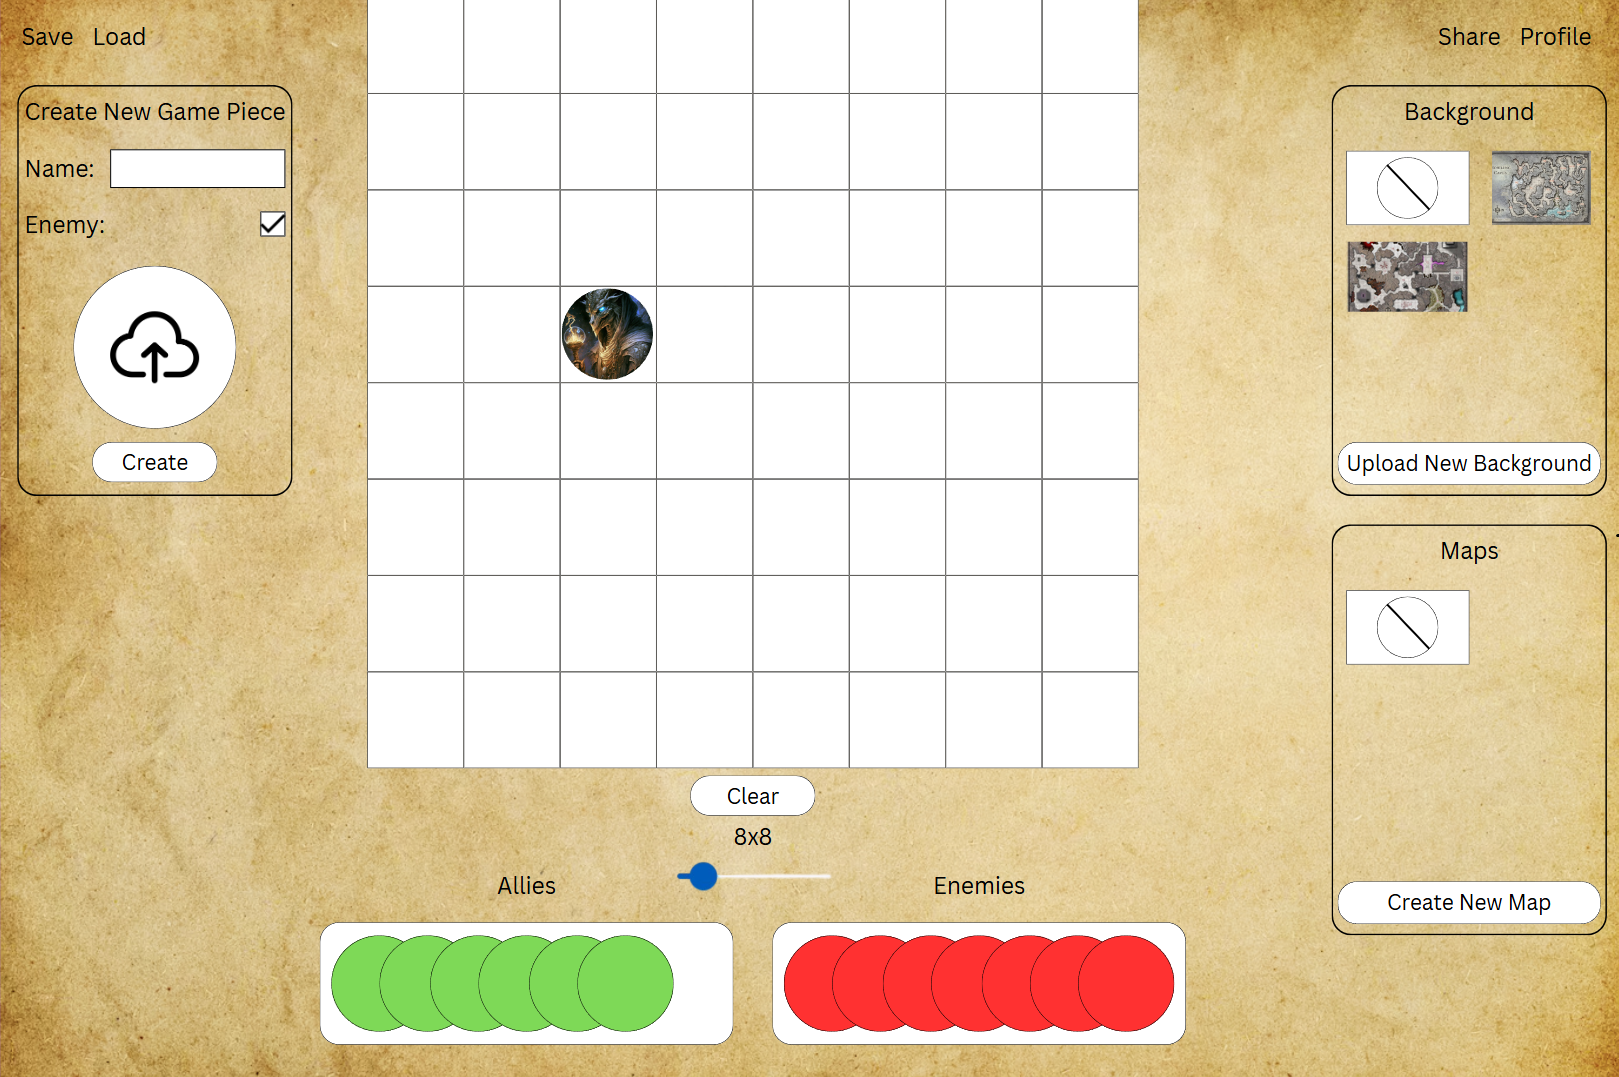 Save Load
Share Profile
Create New Game Piece
Name:
Enemy:
Create
Background
Upload New Background
Maps
Create New Map
Clear
8x8
Allies
Enemies